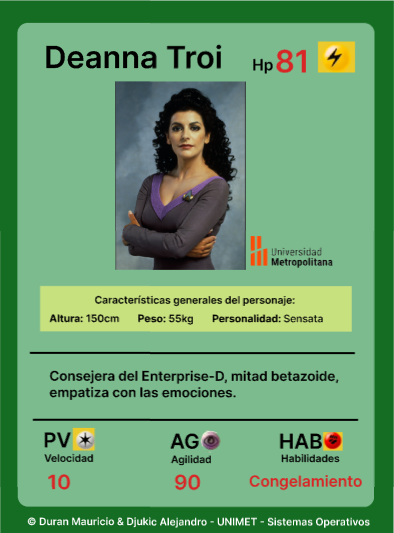 Deanna Troi Hp 81
Universidad
Metropolitana
Características generales del personaje:
Altura: 150cm Peso: 55kg Personalidad: Sensata
Consejera del Enterprise-D, mitad betazoide,
empatiza con las emociones.
PV AG HAB
Velocidad Agilidad Habilidades
10 90 Congelamiento
© Duran Mauricio & Djukic Alejandro - UNIMET - Sistemas Operativos